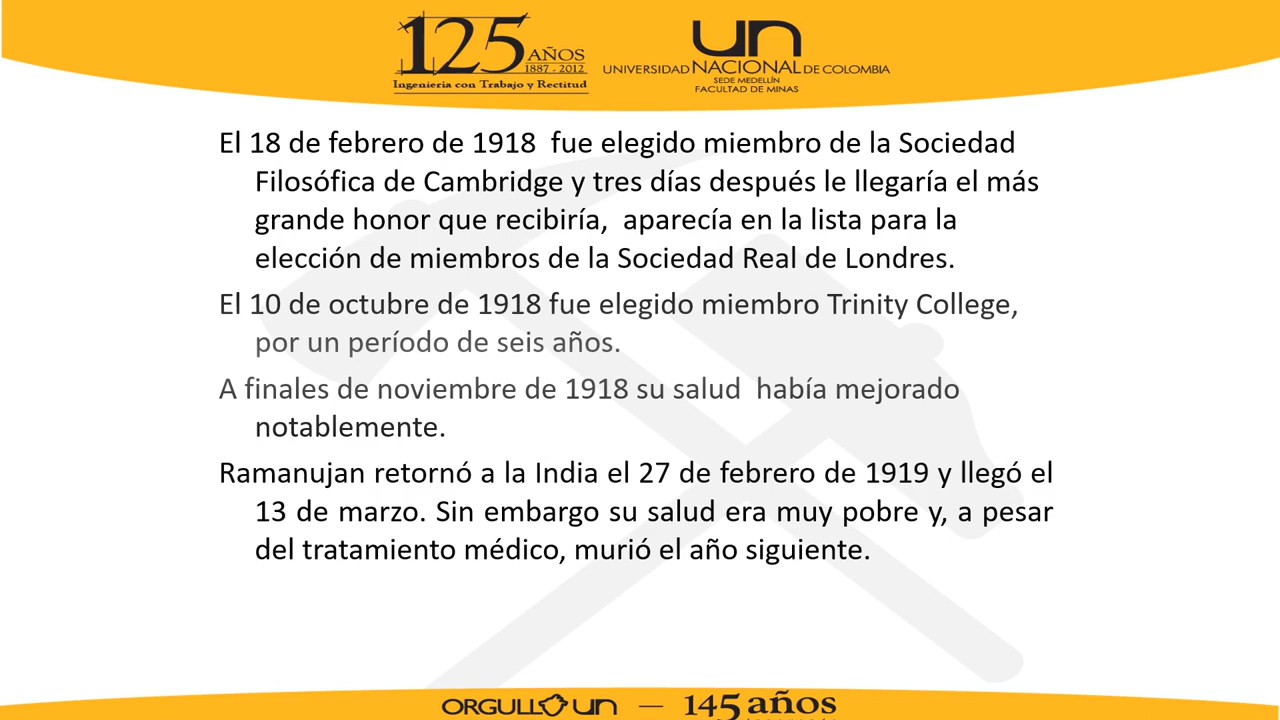 125 AÑOS
1887 - 2012
Ingeniería con Trabajo y Rectitud
un
UNIVERSIDAD NACIONAL DE COLOMBIA
SEDE MEDELLÍN
FACULTAD DE MINAS
El 18 de febrero de 1918  fue elegido miembro de la Sociedad
Filosófica de Cambridge y tres días después le llegaría el más
grande honor que recibiría,  aparecía en la lista para la
elección de miembros de la Sociedad Real de Londres.
El 10 de octubre de 1918 fue elegido miembro Trinity College,
por un período de seis años.
A finales de noviembre de 1918 su salud  había mejorado
notablemente.
Ramanujan retornó a la India el 27 de febrero de 1919 y llegó el
13 de marzo. Sin embargo su salud era muy pobre y, a pesar
del tratamiento médico, murió el año siguiente.
ORGULLO un — 145 años